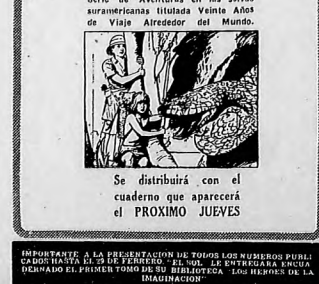 Serie de Aventuras en las selvas
suramericanas titulada Veinte Años
de Viaje Alrededor del Mundo.
Se distribuirá con el
cuaderno que aparecerá
el PROXIMO JUEVES
IMPORTANTE A LA PRESENTACION DE TODOS LOS NUMEROS PUBLI
CADOS HASTA EL 29 DE FEBRERO. "EL SOL" LE ENTREGARA ENCUA
DERNADO EL PRIMER TOMO DE SU BIBLIOTECA "LOS HEROES DE LA
IMAGINACION"